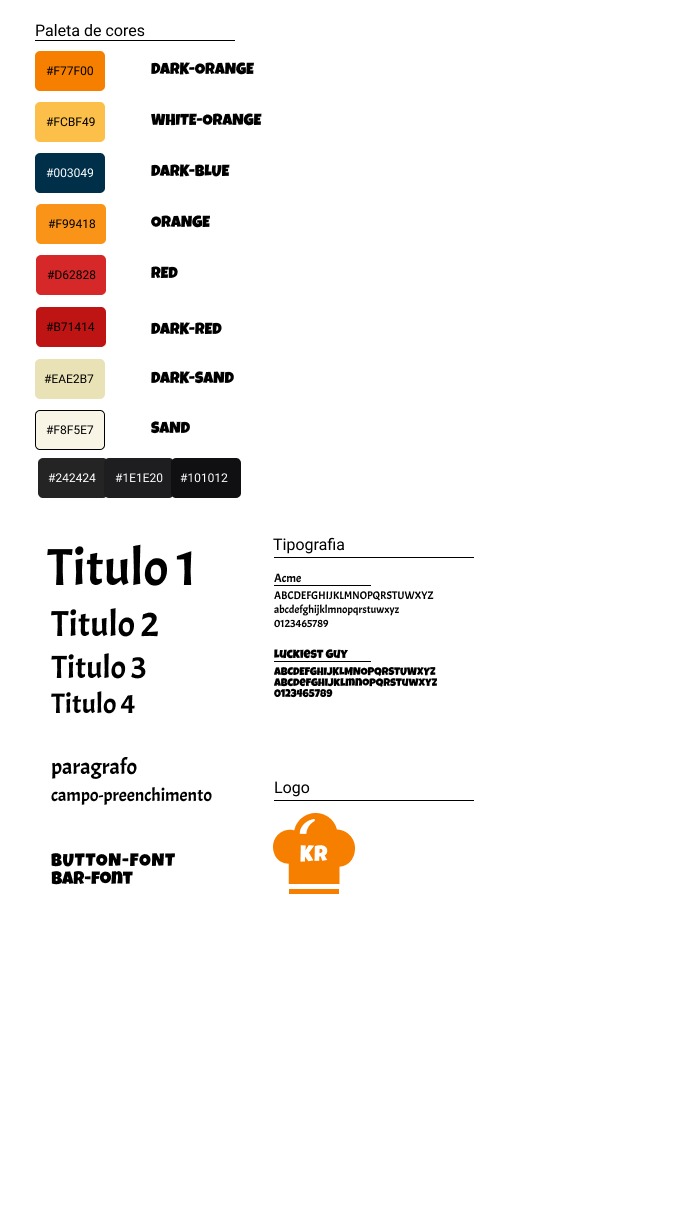 Paleta de cores
#F77F00 DARK-ORANGE
#FCBF49 WHITE-ORANGE
#003049 DARK-BLUE
#F99418 ORANGE
#D62828 RED
#B71414 DARK-RED
#EAE2B7 DARK-SAND
#F8F5E7 SAND
#242424 #1E1E20 #101012
Titulo 1
Titulo 2
Titulo 3
Titulo 4
paragrafo
campo-preenchimento
BUTTON-FONT
BAR-FonT
Tipografia
Acme
ABCDEFGHIJKLMNOPQRSTUWXYZ
abcdefghijklmnopqrstuwxyz
0123465789
Luckiest Guy
ABCDEFGHIJKLMNOPQRSTUWXYZ
abcdefghijklmnopqrstuwxyz
0123465789
Logo
KR